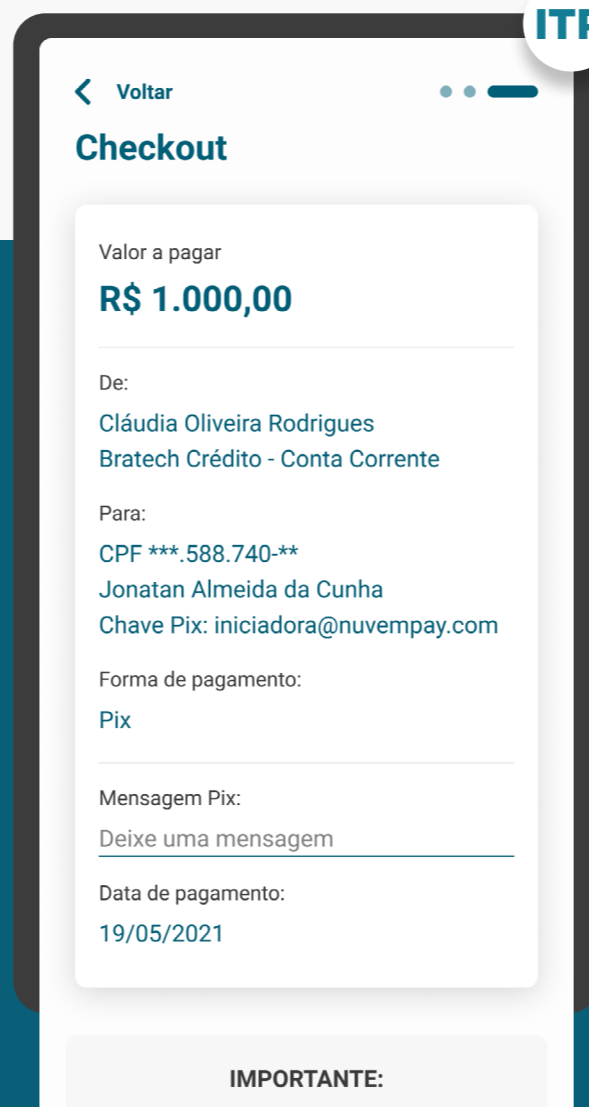 ITP
Voltar
Checkout
Valor a pagar
R$ 1.000,00
De:
Cláudia Oliveira Rodrigues
Bratech Crédito - Conta Corrente
Para:
CPF ***.588.740-**
Jonatan Almeida da Cunha
Chave Pix: iniciadora@nuvempay.com
Forma de pagamento:
Pix
Mensagem Pix:
Deixe uma mensagem
Data de pagamento:
19/05/2021
IMPORTANTE: